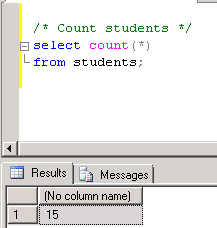 /* Count students */
select count(*)
from students;
Results Messages
(No column name)
1 15